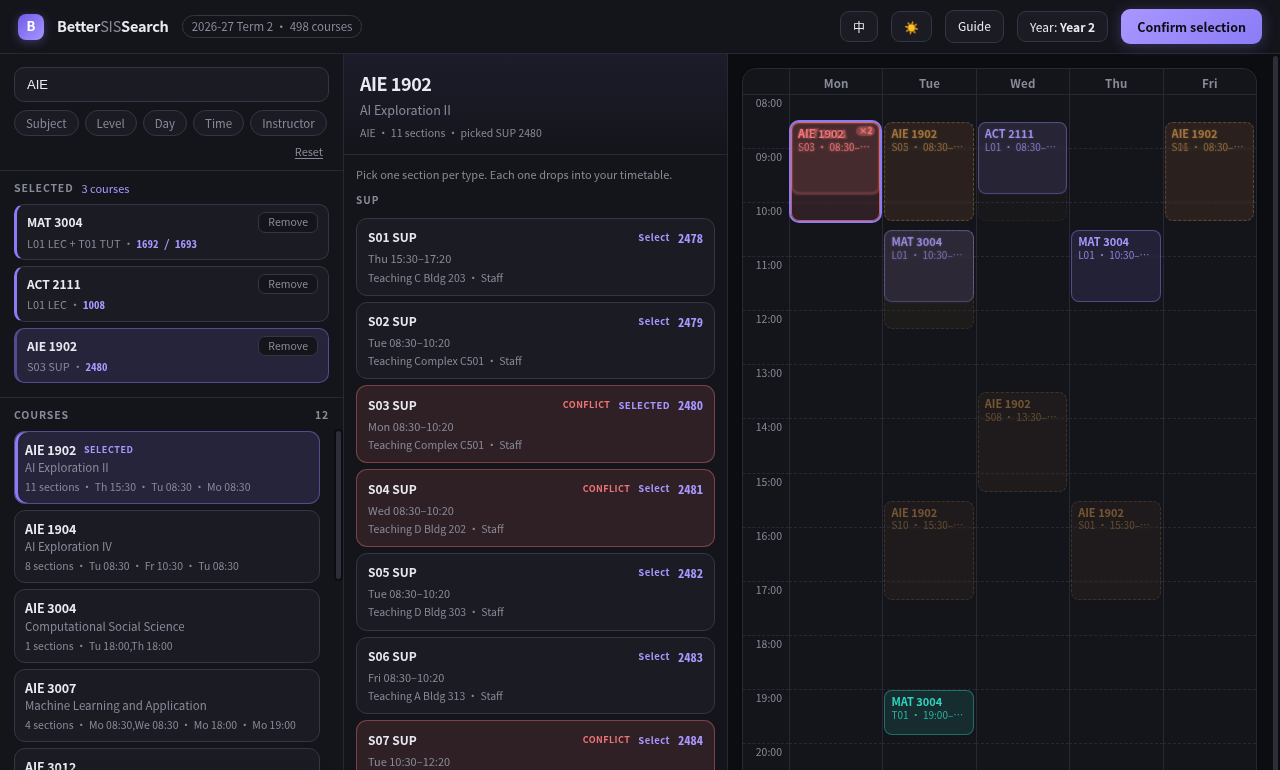 B BetterSISSearch 2026-27 Term 2 • 498 courses 中 Guide Year: Year 2 Confirm selection
AIE
Subject Level Day Time Instructor
Reset
SELECTED 3 courses
MAT 3004 Remove
L01 LEC + T01 TUT • 1692 / 1693
ACT 2111 Remove
L01 LEC • 1008
AIE 1902 Remove
S03 SUP • 2480
COURSES 12
AIE 1902 SELECTED
AI Exploration II
11 sections • Th 15:30 • Tu 08:30 • Mo 08:30
AIE 1904
AI Exploration IV
8 sections • Tu 08:30 • Fr 10:30 • Tu 08:30
AIE 3004
Computational Social Science
1 sections • Tu 18:00,Th 18:00
AIE 3007
Machine Learning and Application
4 sections • Mo 08:30,We 08:30 • Mo 18:00 • Mo 19:00
AIE 3012
AIE 1902
AI Exploration II
AIE • 11 sections • picked SUP 2480
Pick one section per type. Each one drops into your timetable.
SUP
S01 SUP Select 2478
Thu 15:30–17:20
Teaching C Bldg 203 • Staff
S02 SUP Select 2479
Tue 08:30–10:20
Teaching Complex C501 • Staff
S03 SUP CONFLICT SELECTED 2480
Mon 08:30–10:20
Teaching Complex C501 • Staff
S04 SUP CONFLICT Select 2481
Wed 08:30–10:20
Teaching D Bldg 202 • Staff
S05 SUP Select 2482
Tue 08:30–10:20
Teaching D Bldg 303 • Staff
S06 SUP Select 2483
Fri 08:30–10:20
Teaching A Bldg 313 • Staff
S07 SUP CONFLICT Select 2484
Tue 10:30–12:20
Mon Tue Wed Thu Fri
08:00
AIE 1902 ×2
S03 • 08:30–···
AIE 1902
08:30–···
ACT 2111
L01 • 08:30–···
AIE 1902
08:30–···
09:00
10:00
MAT 3004
L01 • 10:30–···
MAT 3004
L01 • 10:30–···
11:00
12:00
13:00
AIE 1902
S08 • 13:30–···
14:00
15:00
AIE 1902
S10 • 15:30–···
AIE 1902
S01 • 15:30–···
16:00
17:00
18:00
19:00
MAT 3004
T01 • 19:00–···
20:00